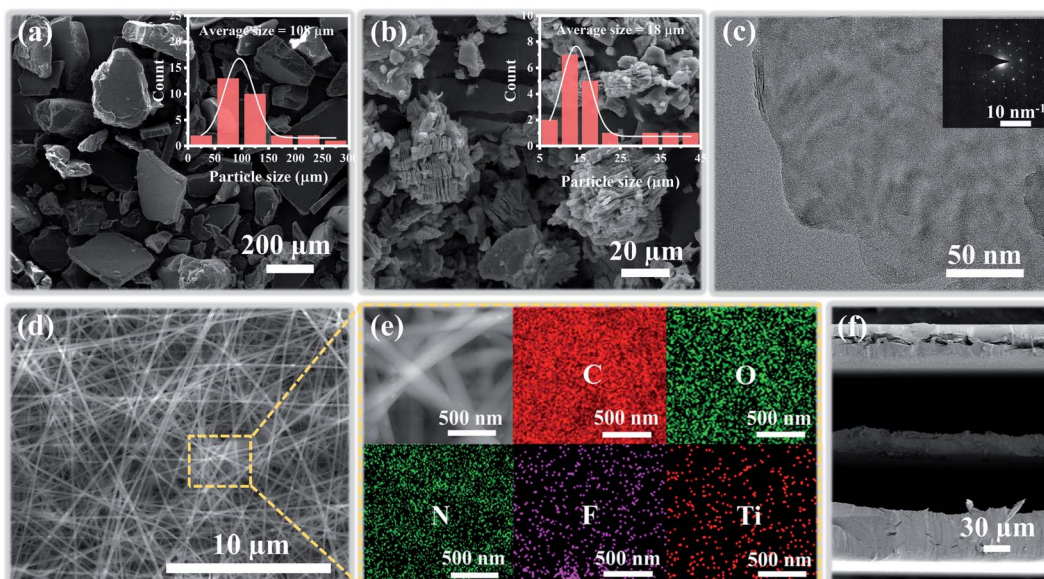 (a)
25
20
15
10
5
0
Count
Average size = 108 μm
0 50 100 150 200 250 300
Particle size (μm)
200 μm
(b)
10
8
6
4
2
0
Count
Average size = 18 μm
5 15 25 35 45
Particle size (μm)
20 μm
(c)
10 nm-1
50 nm
(d)
10 μm
(e)
500 nm
C
500 nm
O
500 nm
N
500 nm
F
500 nm
Ti
500 nm
(f)
30 μm